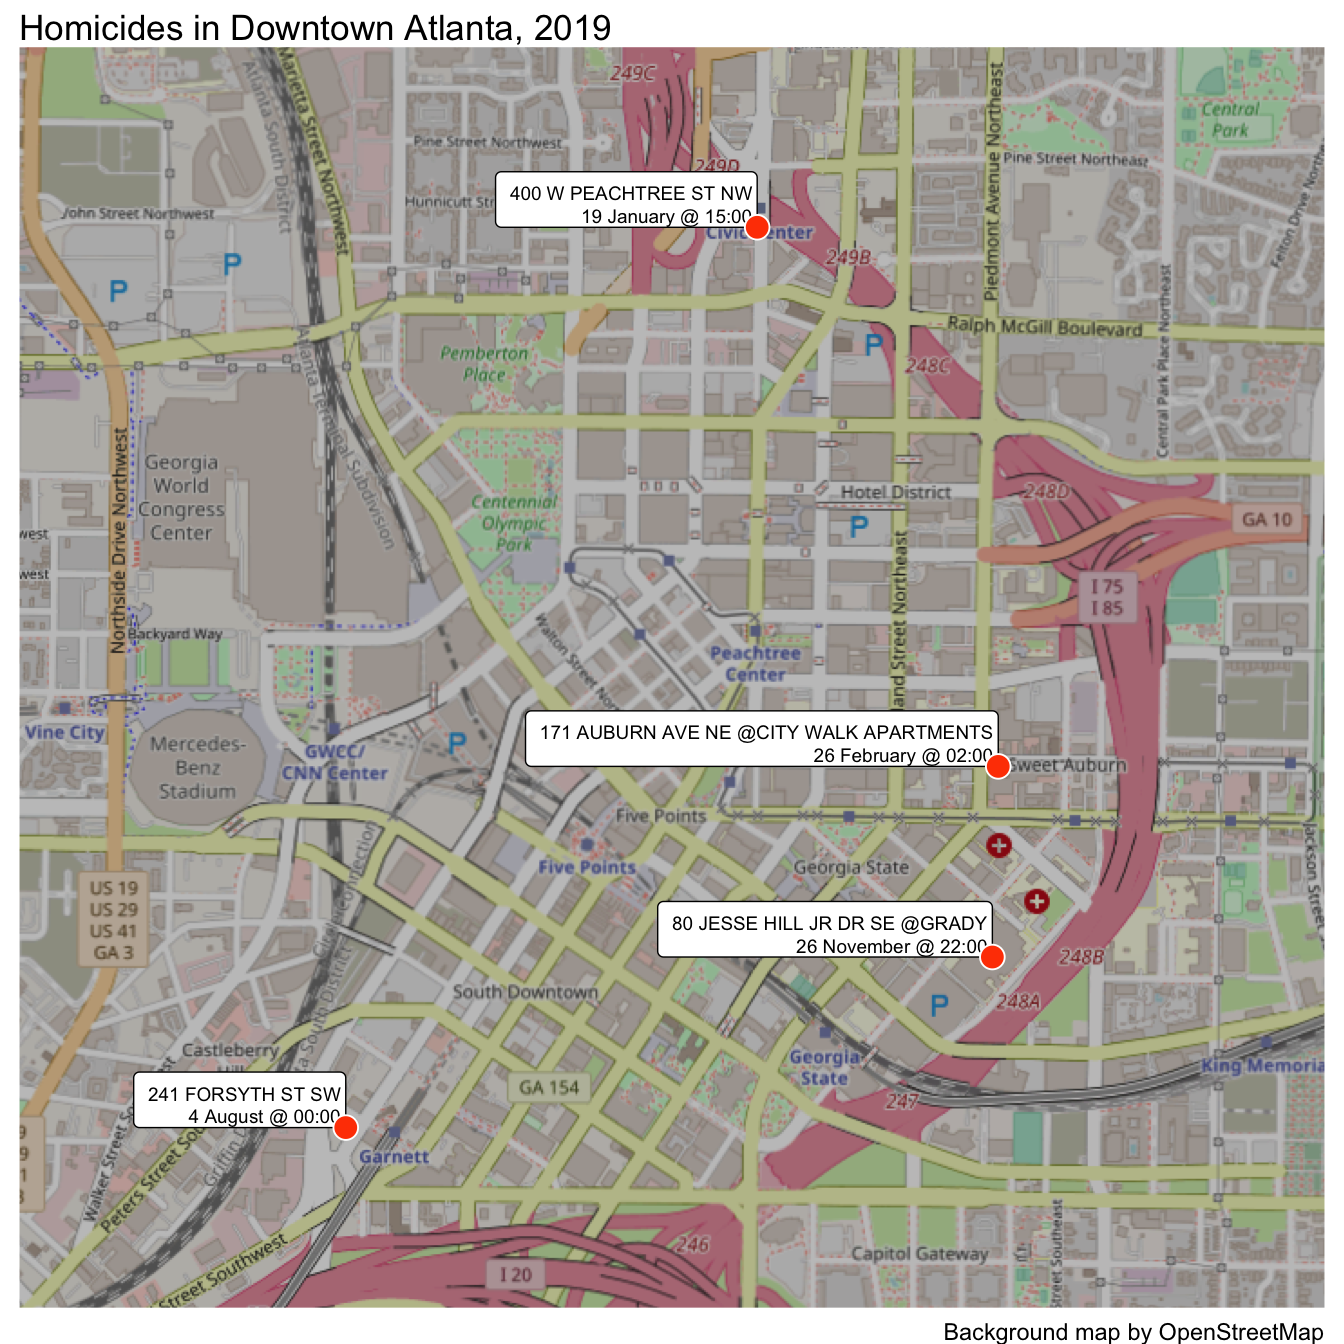 Homicides in Downtown Atlanta, 2019
249C
Atlanta South District
Marietta Street Northwest
Pine Street Northwest
249D
Piedmont Avenue Northeast
Pine Street Northeast
Central
Park
400 W PEACHTREE ST NW
19 January @ 15:00
John Street Northwest
Hunnicutt Str
Civic Center
249B
Felton Drive Northe
P
P
Ralph McGill Boulevard
Central Park Place Northeast
P
248C
Pemberton
Place
Atlanta Terminal Subdivision
Northside Drive Northwest
Georgia
World
Congress
Center
Centennial
Olympic
Park
Hotel District
P
248D
GA 10
west
west
I 75
I 85
Backyard Way
Walton Street Nor
land Street Northeast
Peachtree
Center
Vine City
Mercedes-
Benz
Stadium
GWCC/
CNN Center
P
171 AUBURN AVE NE @CITY WALK APARTMENTS
26 February @ 02:00
Sweet Auburn
Five Points
Five Points
Georgia State
Jackson Street
US 19
US 29
US 41
GA 3
80 JESSE HILL JR DR SE @GRADY
26 November @ 22:00
248B
248A
P
South Downtown
Castleberry
Georgia
State
King Memoria
GA 154
247
241 FORSYTH ST SW
4 August @ 00:00
Garnett
Walker Street S
Peters Street Sou
Street Southwest
246
I 20
Capitol Gateway
Street Southeast
Background map by OpenStreetMap